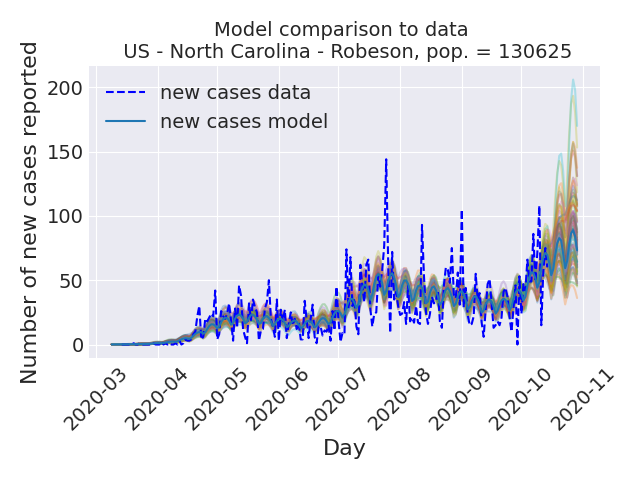 Model comparison to data
US - North Carolina - Robeson, pop. = 130625
Number of new cases reported
200
150
100
50
0
new cases data
new cases model
2020-03
2020-04
2020-05
2020-06
2020-07
2020-08
2020-09
2020-10
2020-11
Day